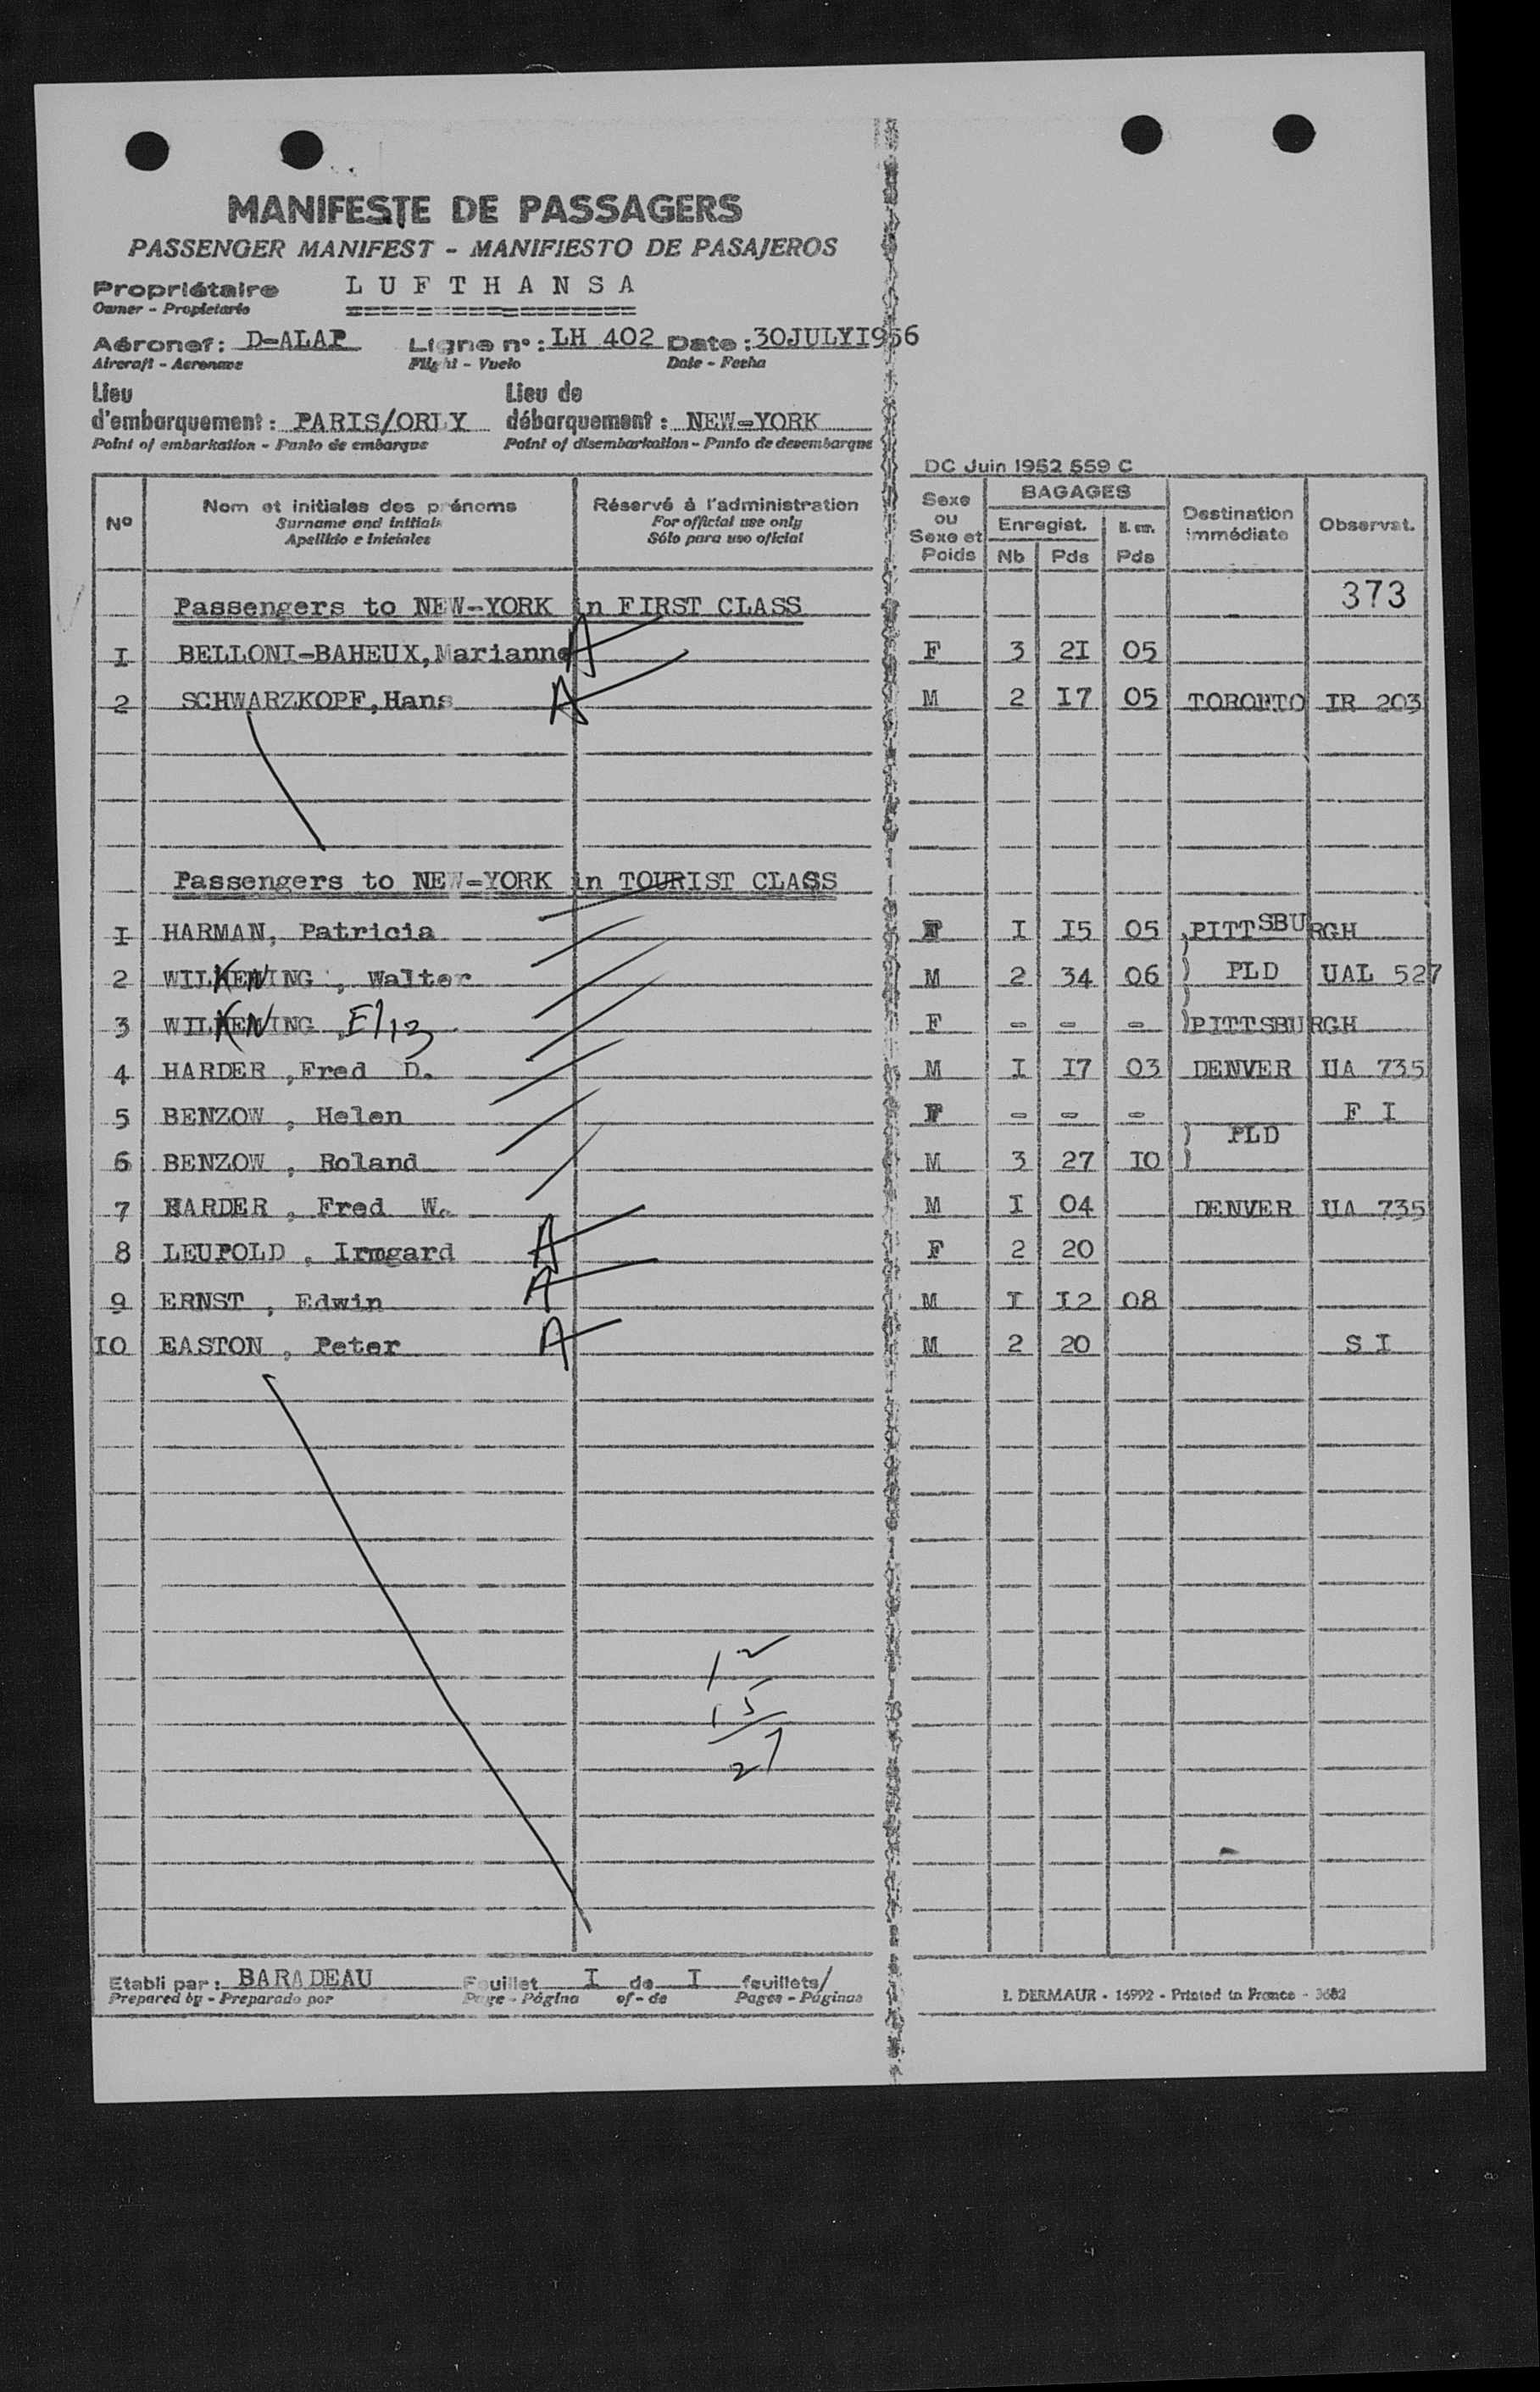 MANIFESTE DE PASSAGERS
PASSENGER MANIFEST - MANIFIESTO DE PASAJEROS
Propriétaire LUFTHANSA
Owner - Propietario =================
Aéronef: D-ALAP Ligne n°: LH 402 Date: 30JULYI956
Aircraft - Aeronave Flight - Vuelo Date - Fecha
Lieu Lieu de
d'embarquement: PARIS/ORLY débarquement: NEW-YORK
Point of embarkation - Punto de embarque Point of disembarkation - Punto de desembarque
DC Juin 1952 559 C
N° Nom et initiales des prénoms Réservé à l'administration Sexe ou Sexe et Poids BAGAGES Destination immédiate Observat.
Surname and initials For official use only Enregist. N. enr.
Apellido e iniciales Sólo para uso oficial Nb Pds Pds
373
Passengers to NEW-YORK in FIRST CLASS
I BELLONI-BAHEUX,Marianne A F 3 2I 05
2 SCHWARZKOPF,Hans A M 2 I7 05 TORONTO IR 203
Passengers to NEW-YORK in TOURIST CLASS
I HARMAN, Patricia F I I5 05 )PITTSBURGH
2 WILKENING , Walter M 2 34 06 ) PLD UAL 527
3 WILKENING , F - - - )PITTSBURGH
4 HARDER ,Fred D. M I I7 03 DENVER UA 735
5 BENZOW , Helen F - - - F I
) PLD
6 BENZOW , Roland M 3 27 IO )
7 HARDER , Fred W. M I 04 DENVER UA 735
8 LEUPOLD , Irmgard A F 2 20
9 ERNST , Edwin A M I I2 08
IO EASTON , Peter A M 2 20 S I
12
15
27
Etabli par: BARADEAU Feuillet I de I feuillets/
Prepared by - Preparado por Page - Página of - de Pages - Páginas
I. DERMAUR - 16992 - Printed in France - 3682